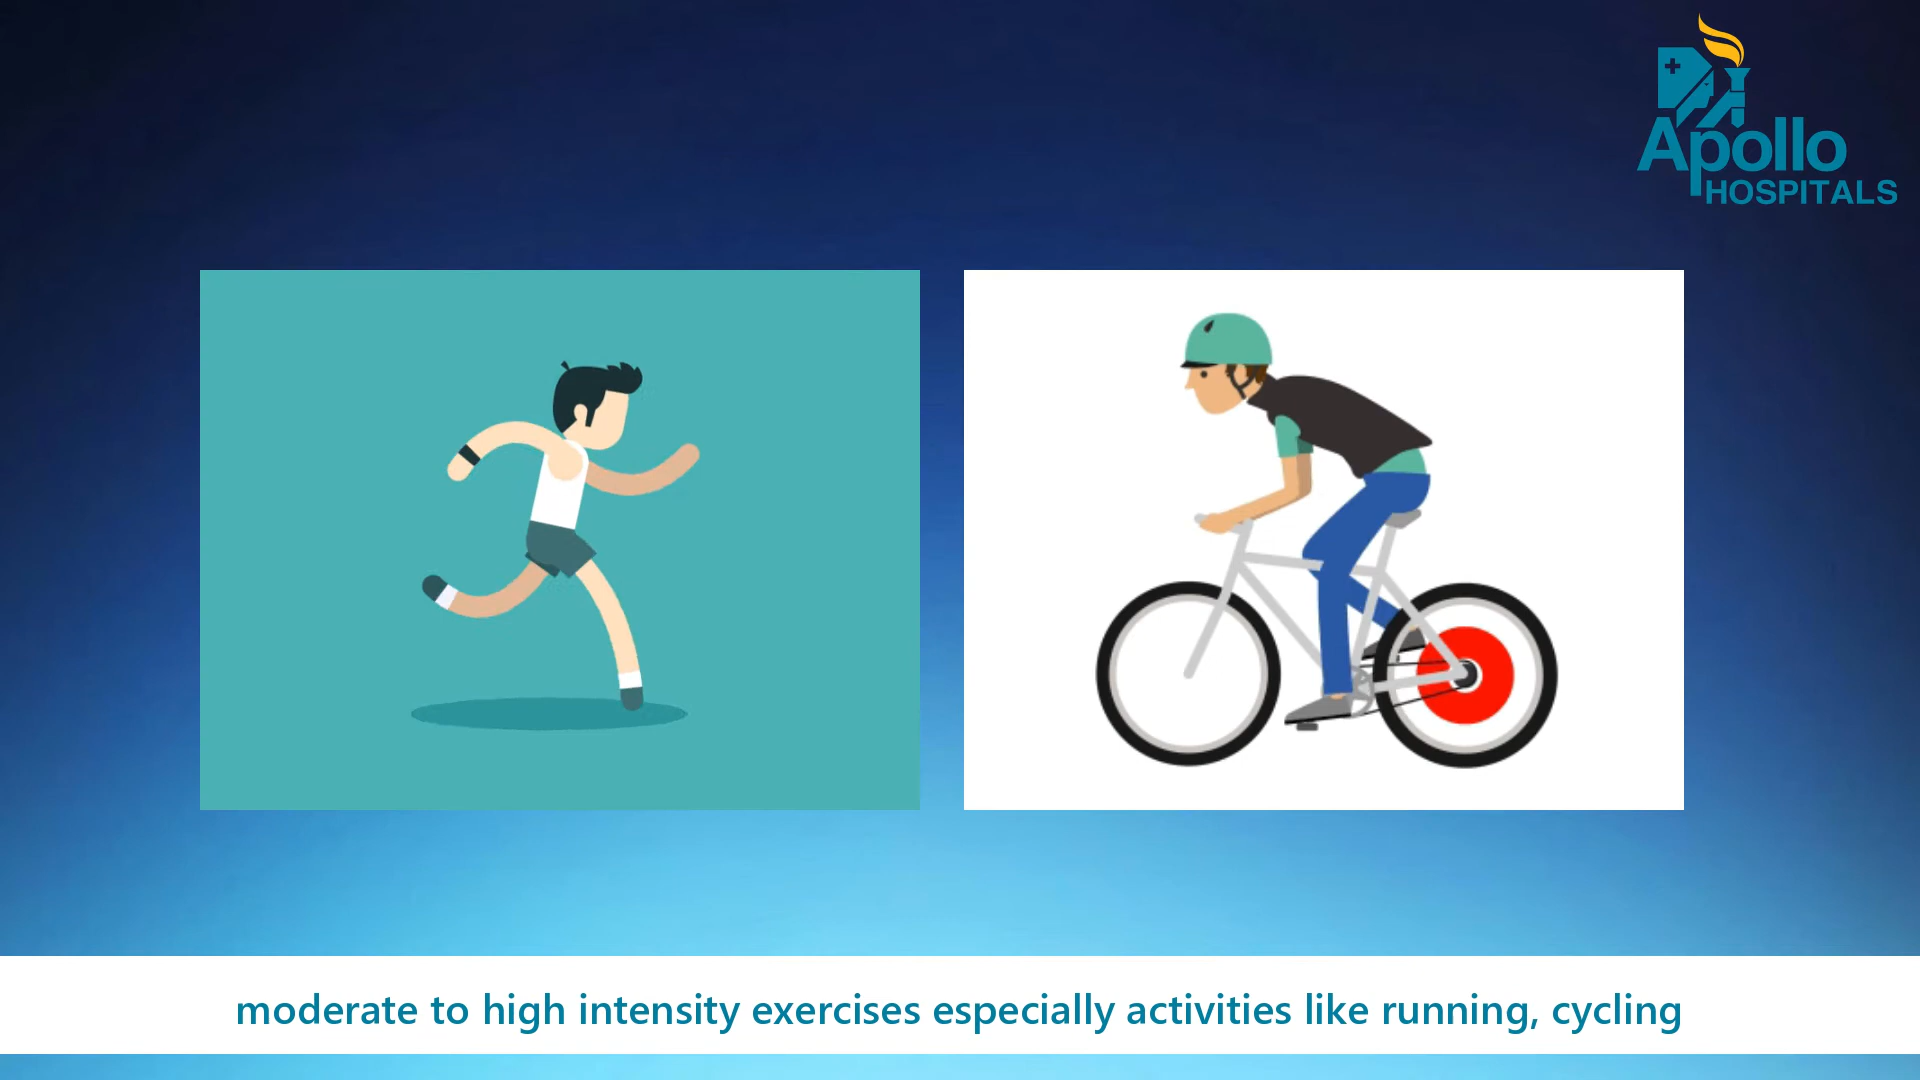 Apollo
HOSPITALS
moderate to high intensity exercises especially activities like running, cycling